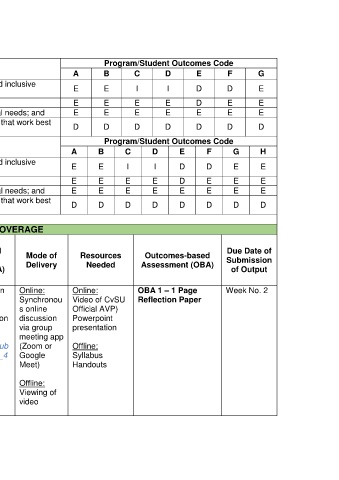 Program/Student Outcomes Code
A B C D E F G
d inclusive
E E I I D D E
E E E E D E E
l needs; and
E E E E E E E
that work best
D D D D D D D
Program/Student Outcomes Code
A B C D E F G H
d inclusive
E E I I D D E E
E E E E D E E E
l needs; and
E E E E E E E E
that work best
D D D D D D D D
OVERAGE
Mode of
Delivery
Resources
Needed
Outcomes-based
Assessment (OBA)
Due Date of
Submission
of Output
A)
n
on
ub
_4
Online:
Synchronou
s online
discussion
via group
meeting app
(Zoom or
Google
Meet)
Offline:
Viewing of
video
Online:
Video of CvSU
Official AVP)
Powerpoint
presentation
Offline:
Syllabus
Handouts
OBA 1 – 1 Page
Reflection Paper
Week No. 2